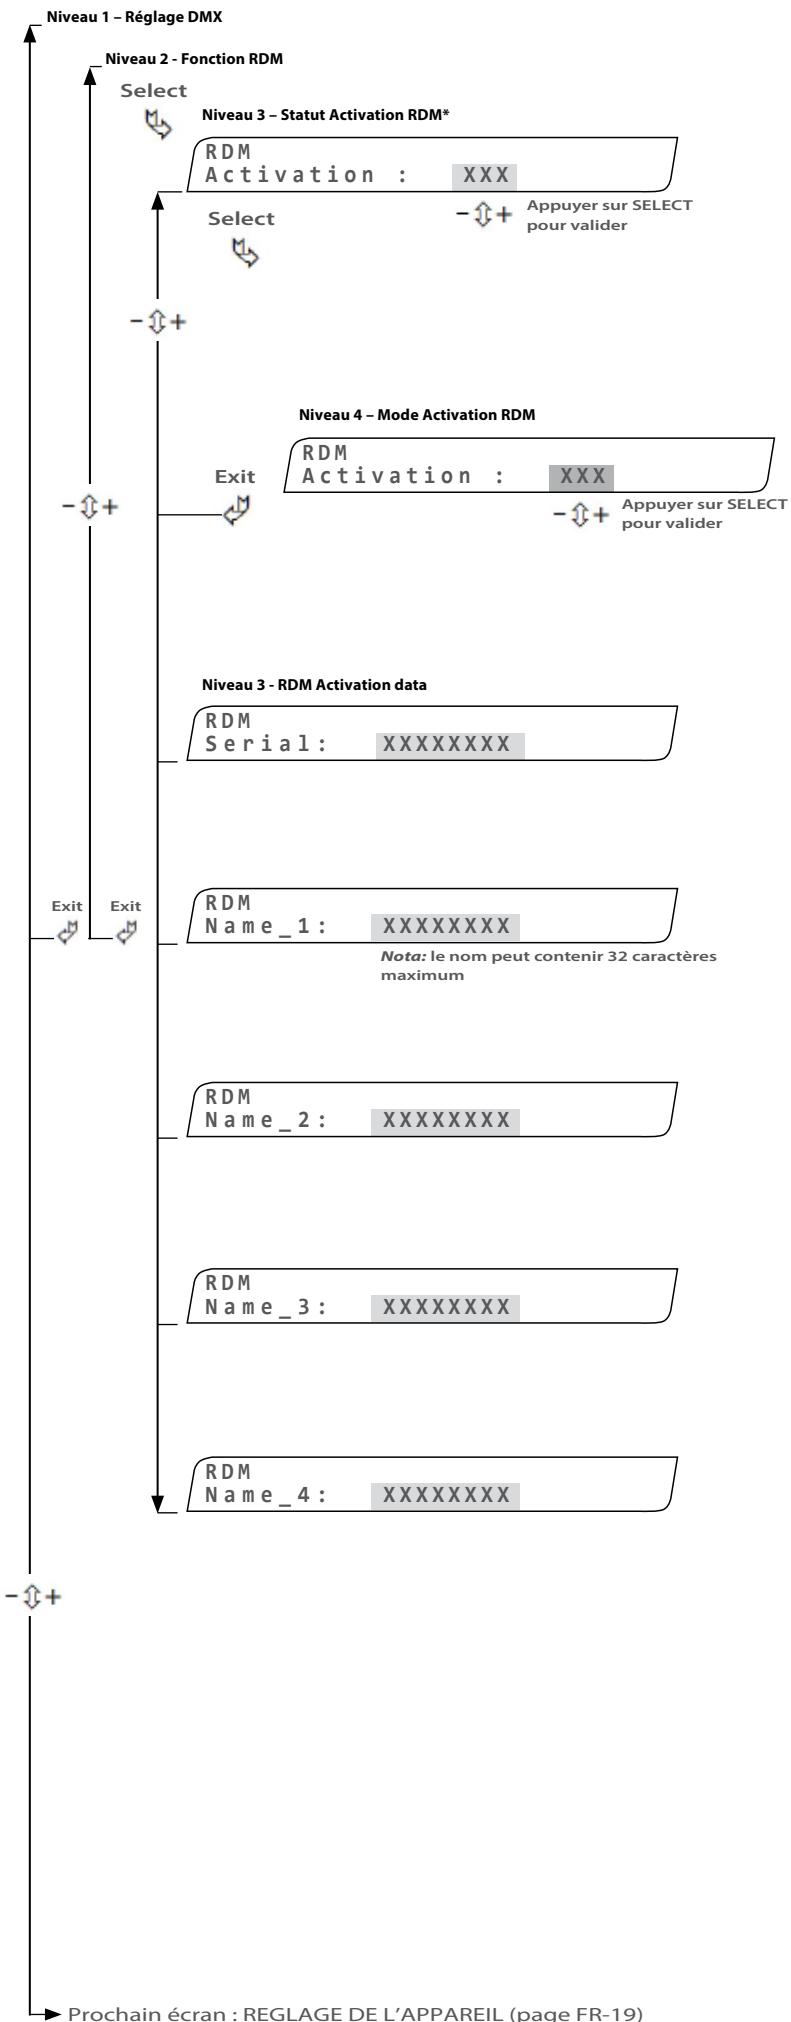 Niveau 1 – Réglage DMX
Niveau 2 - Fonction RDM
Select
Niveau 3 – Statut Activation RDM*
RDM
Activation : XXX
Select
- + Appuyer sur SELECT
pour valider
- +
Niveau 4 – Mode Activation RDM
RDM
Exit
Activation : XXX
- +
- + Appuyer sur SELECT
pour valider
Niveau 3 - RDM Activation data
RDM
Serial: XXXXXXXX
Exit Exit
RDM
Name_1: XXXXXXXX
Nota: le nom peut contenir 32 caractères
maximum
RDM
Name_2: XXXXXXXX
RDM
Name_3: XXXXXXXX
RDM
Name_4: XXXXXXXX
- +
Prochain écran : REGLAGE DE L'APPAREIL (page FR-19)